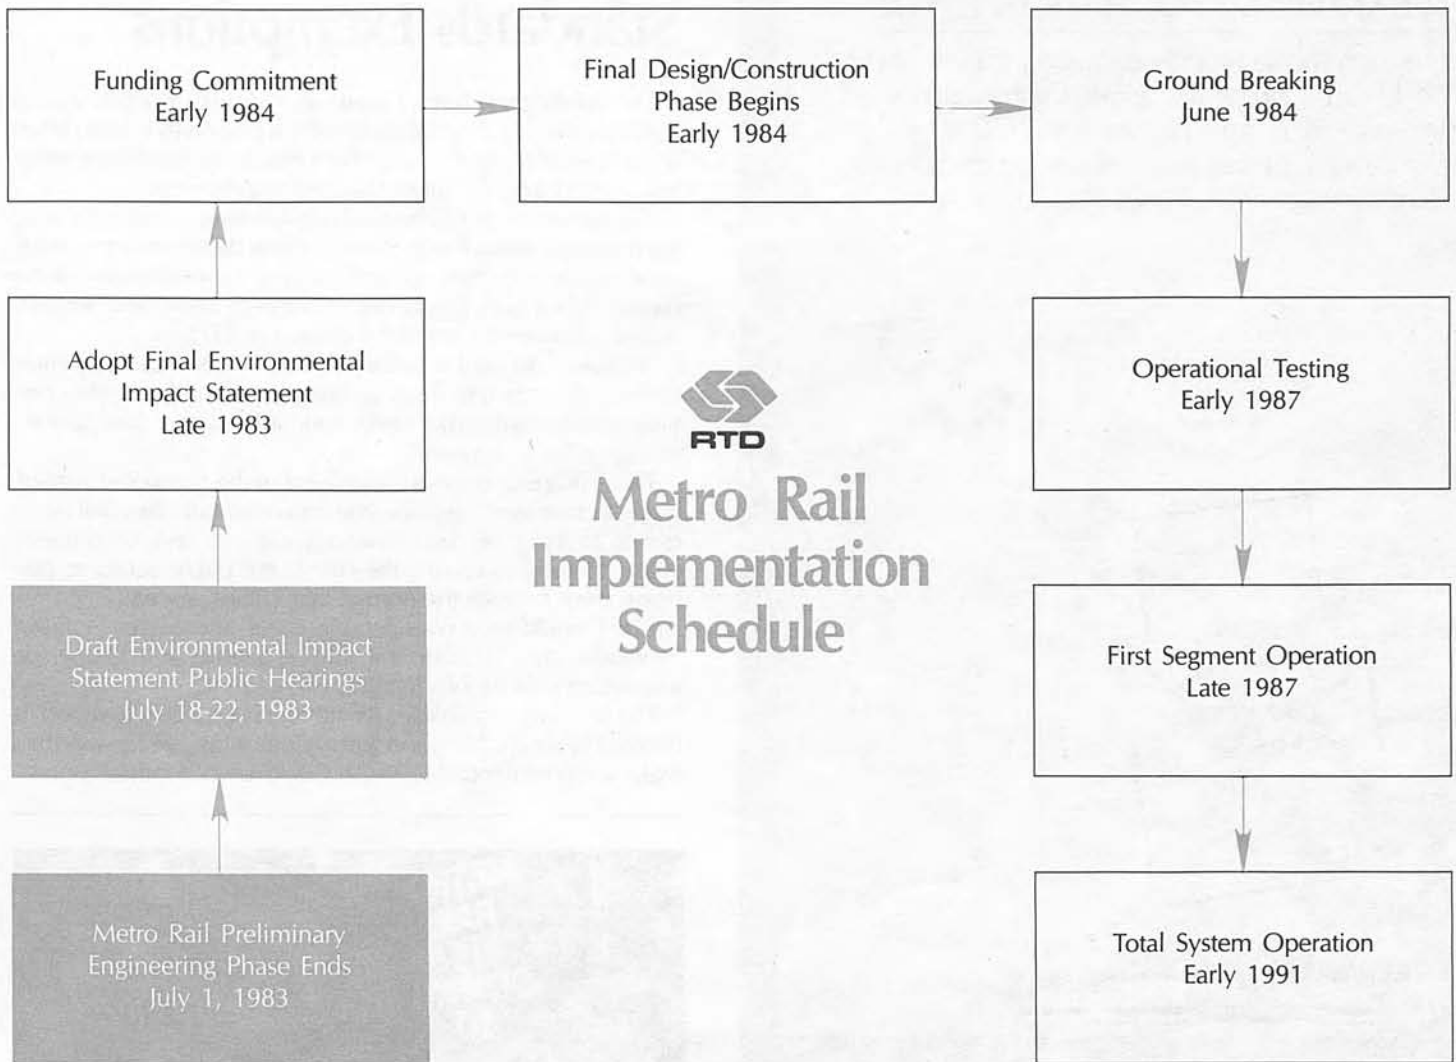 Funding Commitment
Early 1984
Final Design/Construction
Phase Begins
Early 1984
Ground Breaking
June 1984
Adopt Final Environmental
Impact Statement
Late 1983
RTD
Metro Rail
Implementation
Schedule
Operational Testing
Early 1987
Draft Environmental Impact
Statement Public Hearings
July 18-22, 1983
First Segment Operation
Late 1987
Metro Rail Preliminary
Engineering Phase Ends
July 1, 1983
Total System Operation
Early 1991